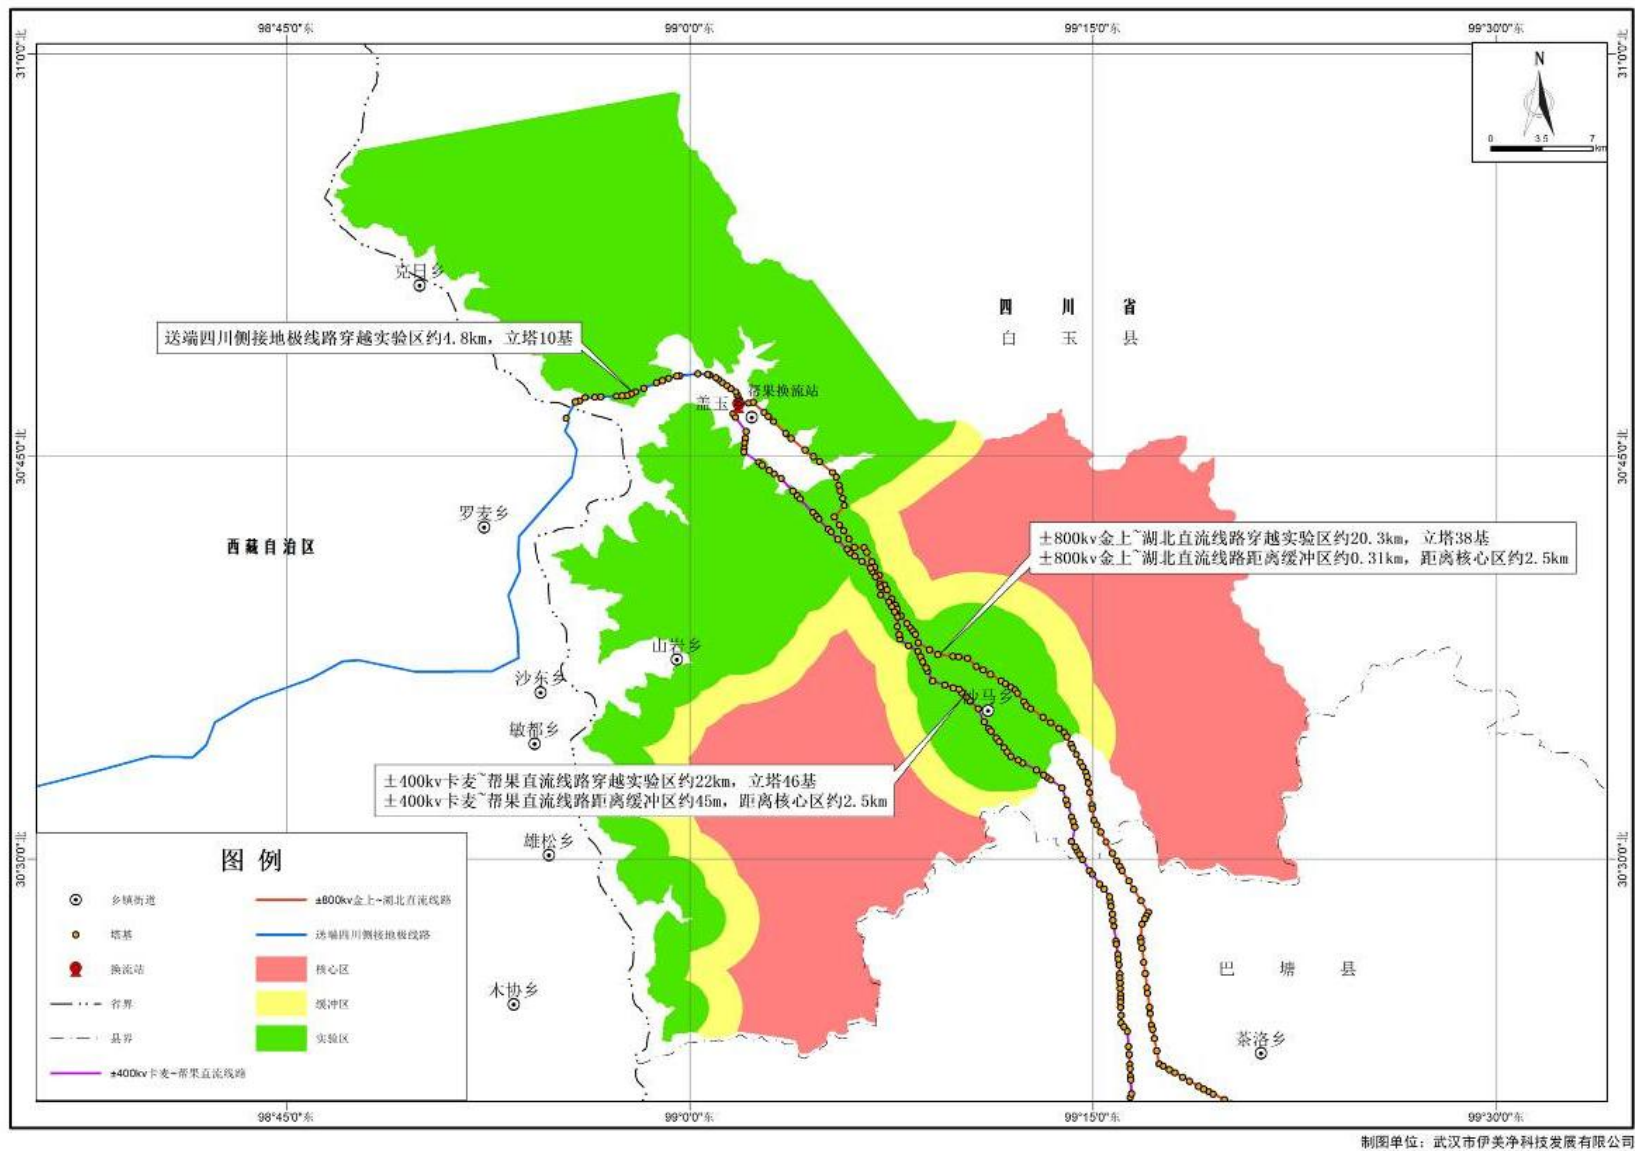 98°45'0"东
99°0'0"东
99°15'0"东
99°30'0"东
31°0'0"北
31°0'0"北
N
0 3.5 7
km
克日乡
四川省
白玉县
送端四川侧接地极线路穿越实验区约4.8km，立塔10基
帮果换流站
盖玉
30°45'0"北
30°45'0"北
罗麦乡
西藏自治区
±800kv金上~湖北直流线路穿越实验区约20.3km，立塔38基
±800kv金上~湖北直流线路距离缓冲区约0.31km，距离核心区约2.5km
山岩乡
沙东乡
沙马乡
敏都乡
±400kv卡麦~帮果直流线路穿越实验区约22km，立塔46基
±400kv卡麦~帮果直流线路距离缓冲区约45m，距离核心区约2.5km
雄松乡
30°30'0"北
30°30'0"北
图例
乡镇街道
±800kv金上~湖北直流线路
塔基
送端四川侧接地极线路
换流站
核心区
省界
缓冲区
县界
实验区
±400kv卡麦~帮果直流线路
木协乡
巴塘县
茶洛乡
98°45'0"东
99°0'0"东
99°15'0"东
99°30'0"东
制图单位：武汉市伊美净科技发展有限公司